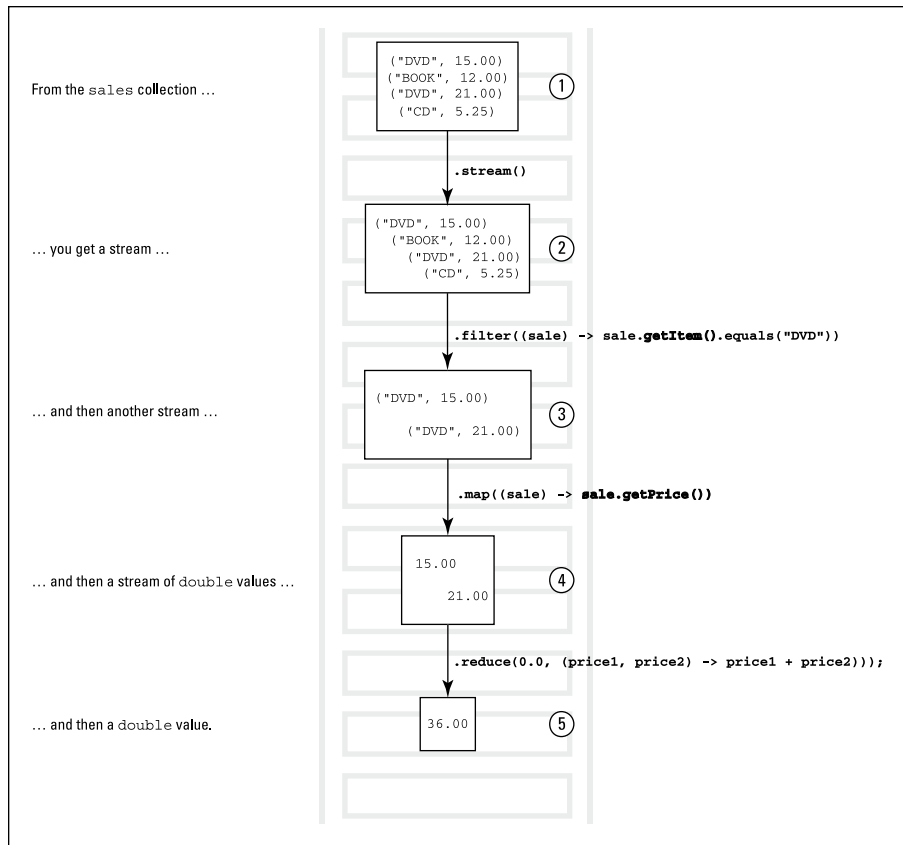 From the sales collection …
("DVD", 15.00)
("BOOK", 12.00)
("DVD", 21.00)
("CD", 5.25)
1
.stream()
… you get a stream …
("DVD", 15.00)
("BOOK", 12.00)
("DVD", 21.00)
("CD", 5.25)
2
.filter((sale) -> sale.getItem().equals("DVD"))
… and then another stream …
("DVD", 15.00)
("DVD", 21.00)
3
.map((sale) -> sale.getPrice())
… and then a stream of double values …
15.00
21.00
4
.reduce(0.0, (price1, price2) -> price1 + price2)));
… and then a double value.
36.00
5